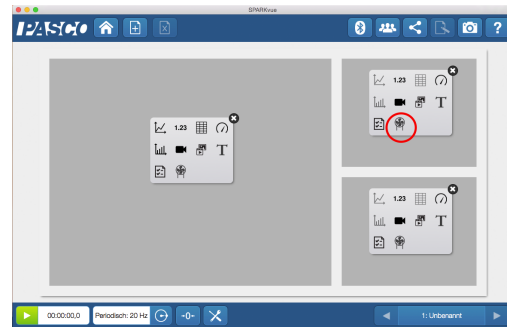 SPARKvue
PASCO
?
1.23
T
1.23
T
1.23
T
00:00:00,0
Periodisch: 20 Hz
-0-
1: Unbenannt